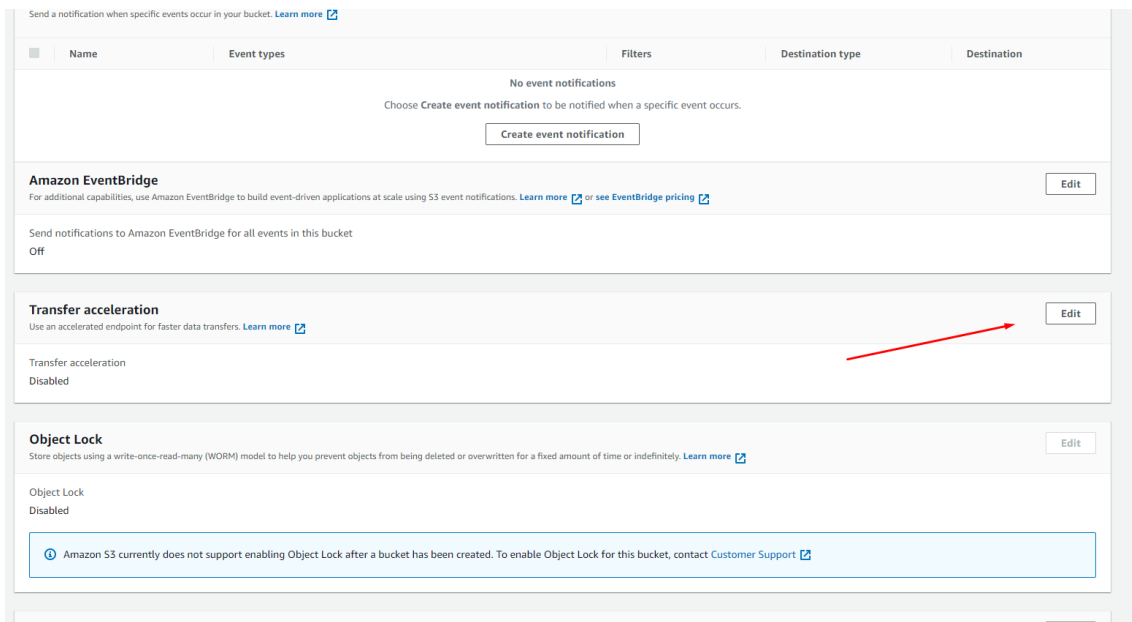 Send a notification when specific events occur in your bucket. Learn more
Name Event types Filters Destination type Destination
No event notifications
Choose Create event notification to be notified when a specific event occurs.
Create event notification
Amazon EventBridge
Edit
For additional capabilities, use Amazon EventBridge to build event-driven applications at scale using S3 event notifications. Learn more or see EventBridge pricing
Send notifications to Amazon EventBridge for all events in this bucket
Off
Transfer acceleration
Edit
Use an accelerated endpoint for faster data transfers. Learn more
Transfer acceleration
Disabled
Object Lock
Edit
Store objects using a write-once-read-many (WORM) model to help you prevent objects from being deleted or overwritten for a fixed amount of time or indefinitely. Learn more
Object Lock
Disabled
Amazon S3 currently does not support enabling Object Lock after a bucket has been created. To enable Object Lock for this bucket, contact Customer Support